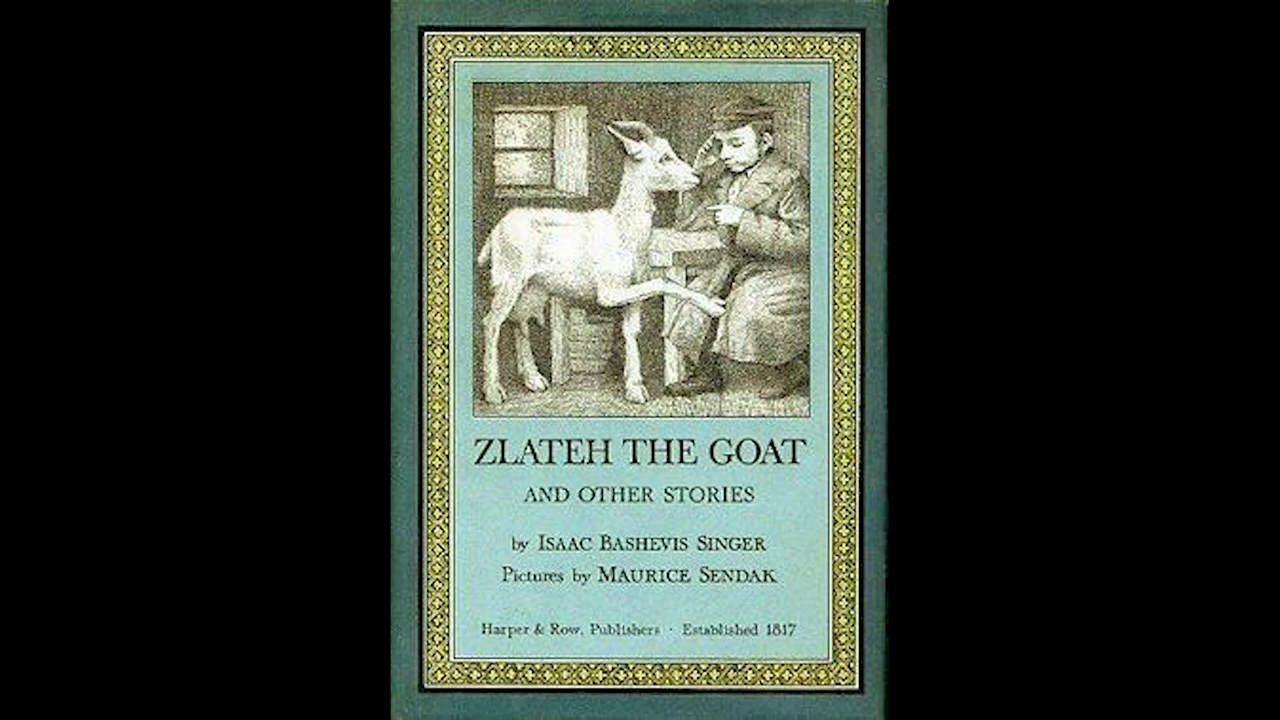 ZLATEH THE GOAT
AND OTHER STORIES
by ISAAC BASHEVIS SINGER
Pictures by MAURICE SENDAK
Harper & Row, Publishers · Established 1817